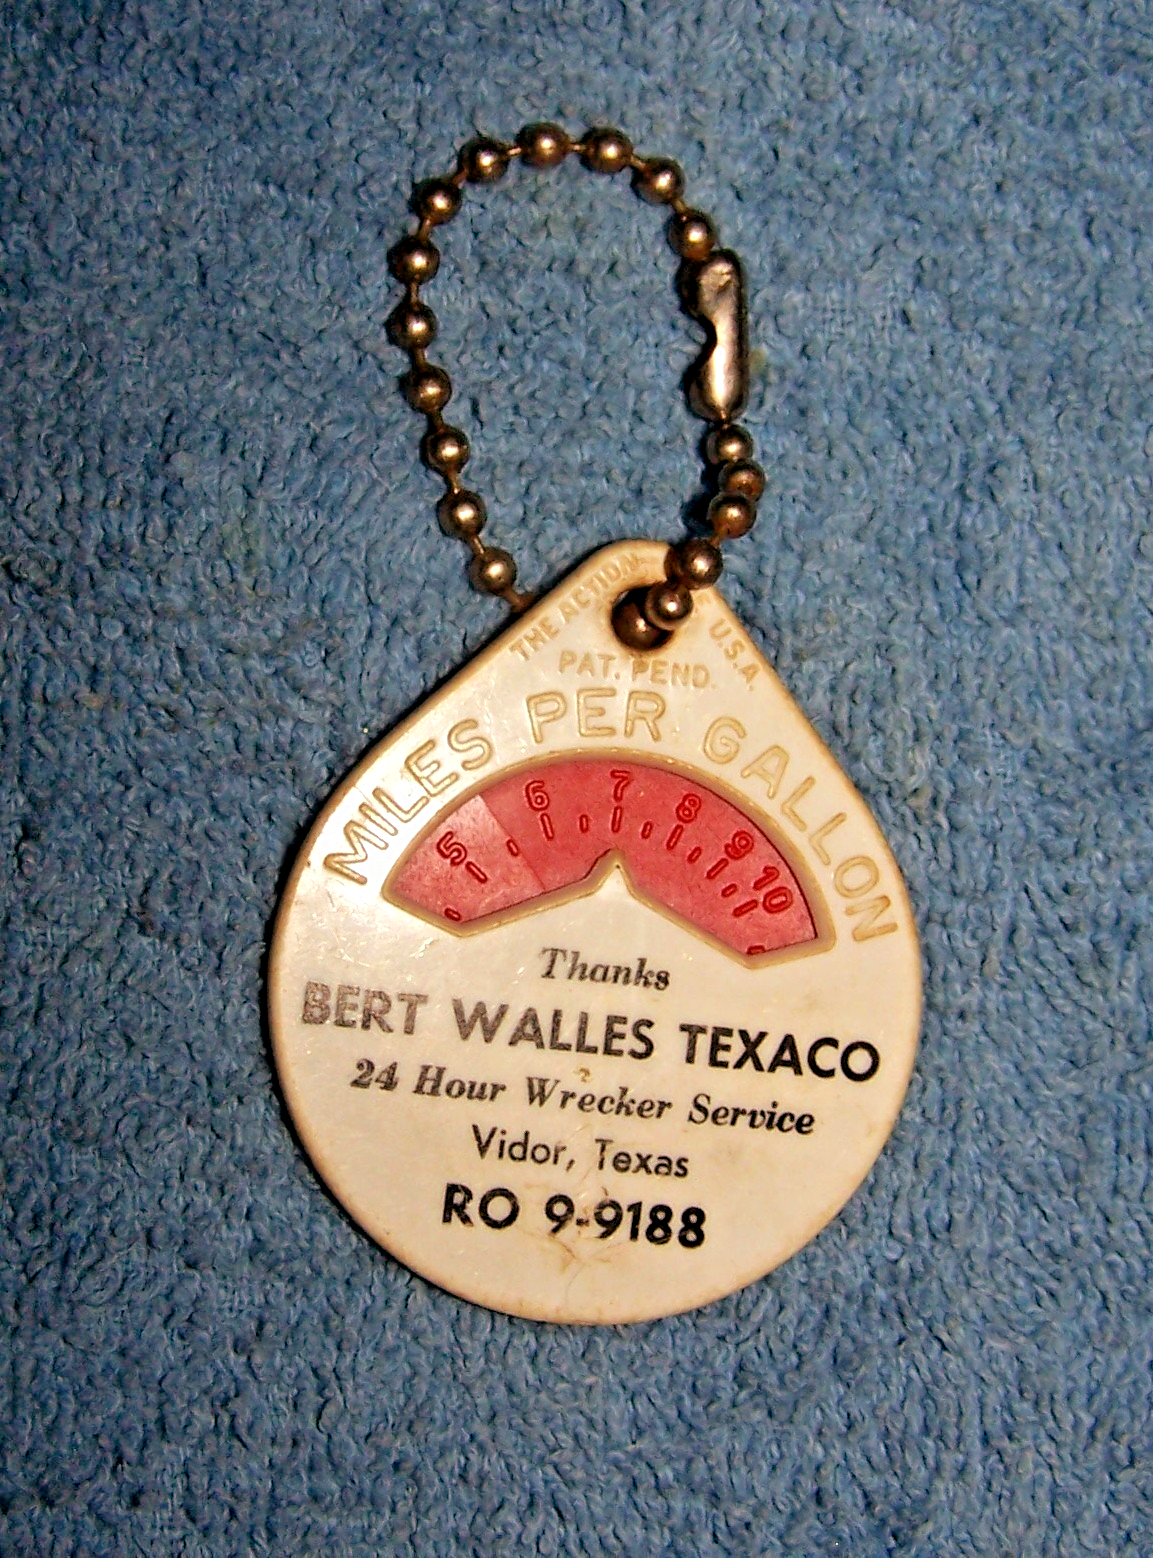 THE ACTION
U.S.A.
PAT. PEND.
MILES PER GALLON
5 6 7 8 9 10
Thanks
BERT WALLES TEXACO
24 Hour Wrecker Service
Vidor, Texas
RO 9-9188